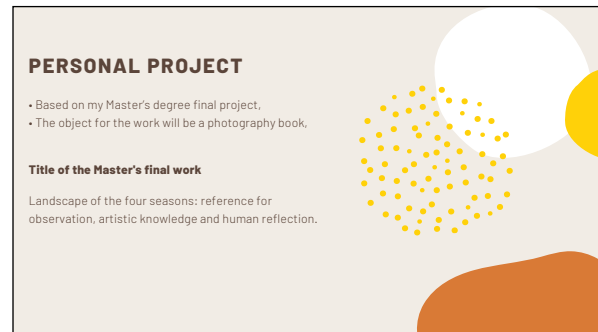 PERSONAL PROJECT
• Based on my Master's degree final project,
• The object for the work will be a photography book,
Title of the Master's final work
Landscape of the four seasons: reference for
observation, artistic knowledge and human reflection.